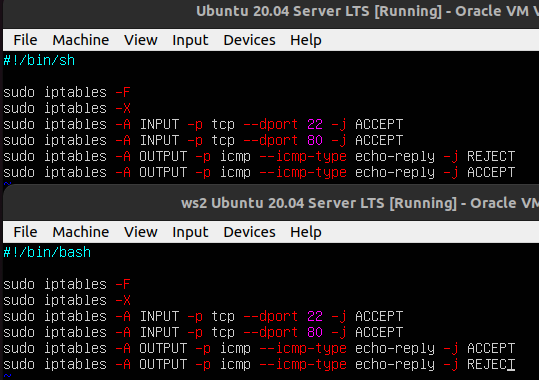 Ubuntu 20.04 Server LTS [Running] - Oracle VM V
File Machine View Input Devices Help
#!/bin/sh
sudo iptables -F
sudo iptables -X
sudo iptables -A INPUT -p tcp --dport 22 -j ACCEPT
sudo iptables -A INPUT -p tcp --dport 80 -j ACCEPT
sudo iptables -A OUTPUT -p icmp --icmp-type echo-reply -j REJECT
sudo iptables -A OUTPUT -p icmp --icmp-type echo-reply -j ACCEPT
~
ws2 Ubuntu 20.04 Server LTS [Running] - Oracle V
File Machine View Input Devices Help
#!/bin/bash
sudo iptables -F
sudo iptables -X
sudo iptables -A INPUT -p tcp --dport 22 -j ACCEPT
sudo iptables -A INPUT -p tcp --dport 80 -j ACCEPT
sudo iptables -A OUTPUT -p icmp --icmp-type echo-reply -j ACCEPT
sudo iptables -A OUTPUT -p icmp --icmp-type echo-reply -j REJECT
~